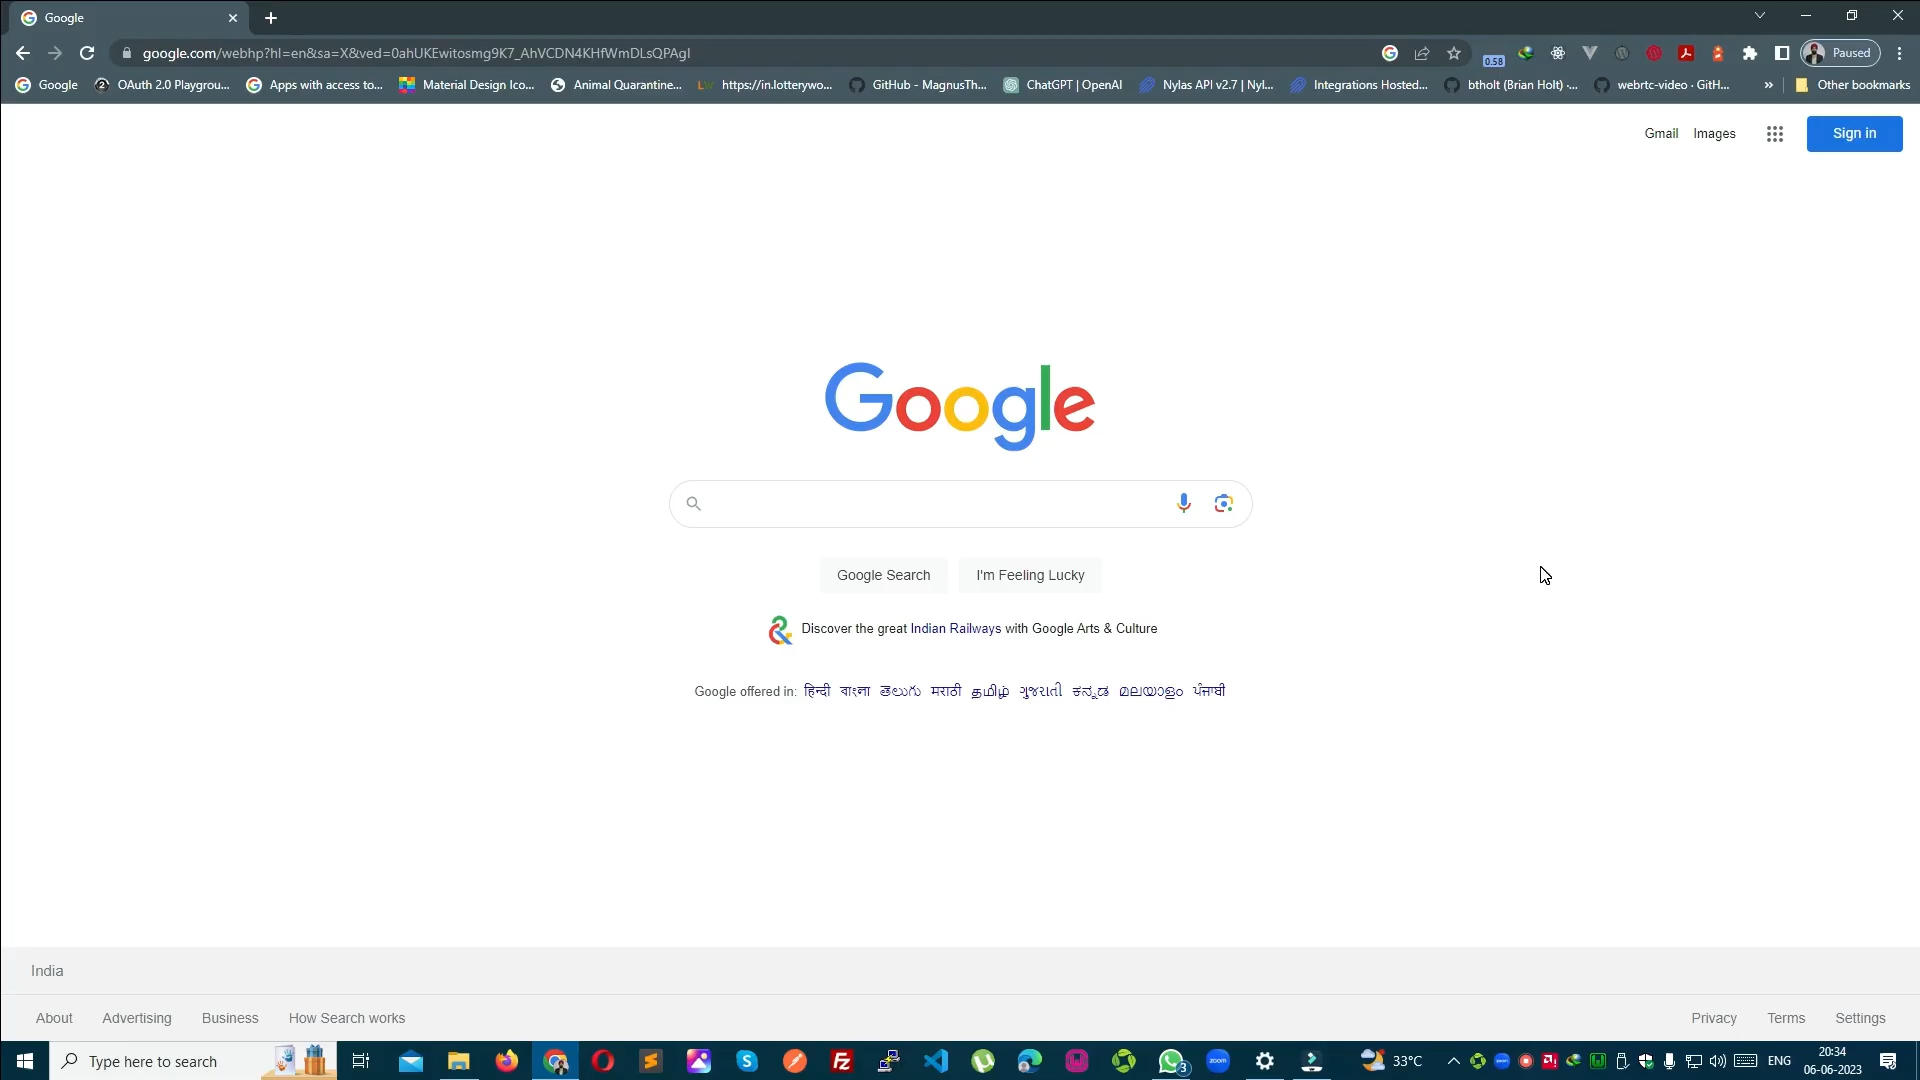 Google
google.com/webhp?hl=en&sa=X&ved=0ahUKEwitosmg9K7_AhVCDN4KHfWmDLsQPAgI
0.58
Paused
Google OAuth 2.0 Playgrou... Apps with access to... Material Design Ico... Animal Quarantine... https://in.lotterywo... GitHub - MagnusTh... ChatGPT | OpenAI Nylas API v2.7 | Nyl... Integrations Hosted... btholt (Brian Holt) ·... webrtc-video · GitH... » Other bookmarks
Gmail Images Sign in
Google
Google Search I'm Feeling Lucky
Discover the great Indian Railways with Google Arts & Culture
Google offered in: हिन्दी বাংলা తెలుగు मराठी தமிழ் ગુજરાતી ಕನ್ನಡ മലയാളം ਪੰਜਾਬੀ
India
About Advertising Business How Search works Privacy Terms Settings
Type here to search 3 zoom 33°C ENG 20:34
06-06-2023